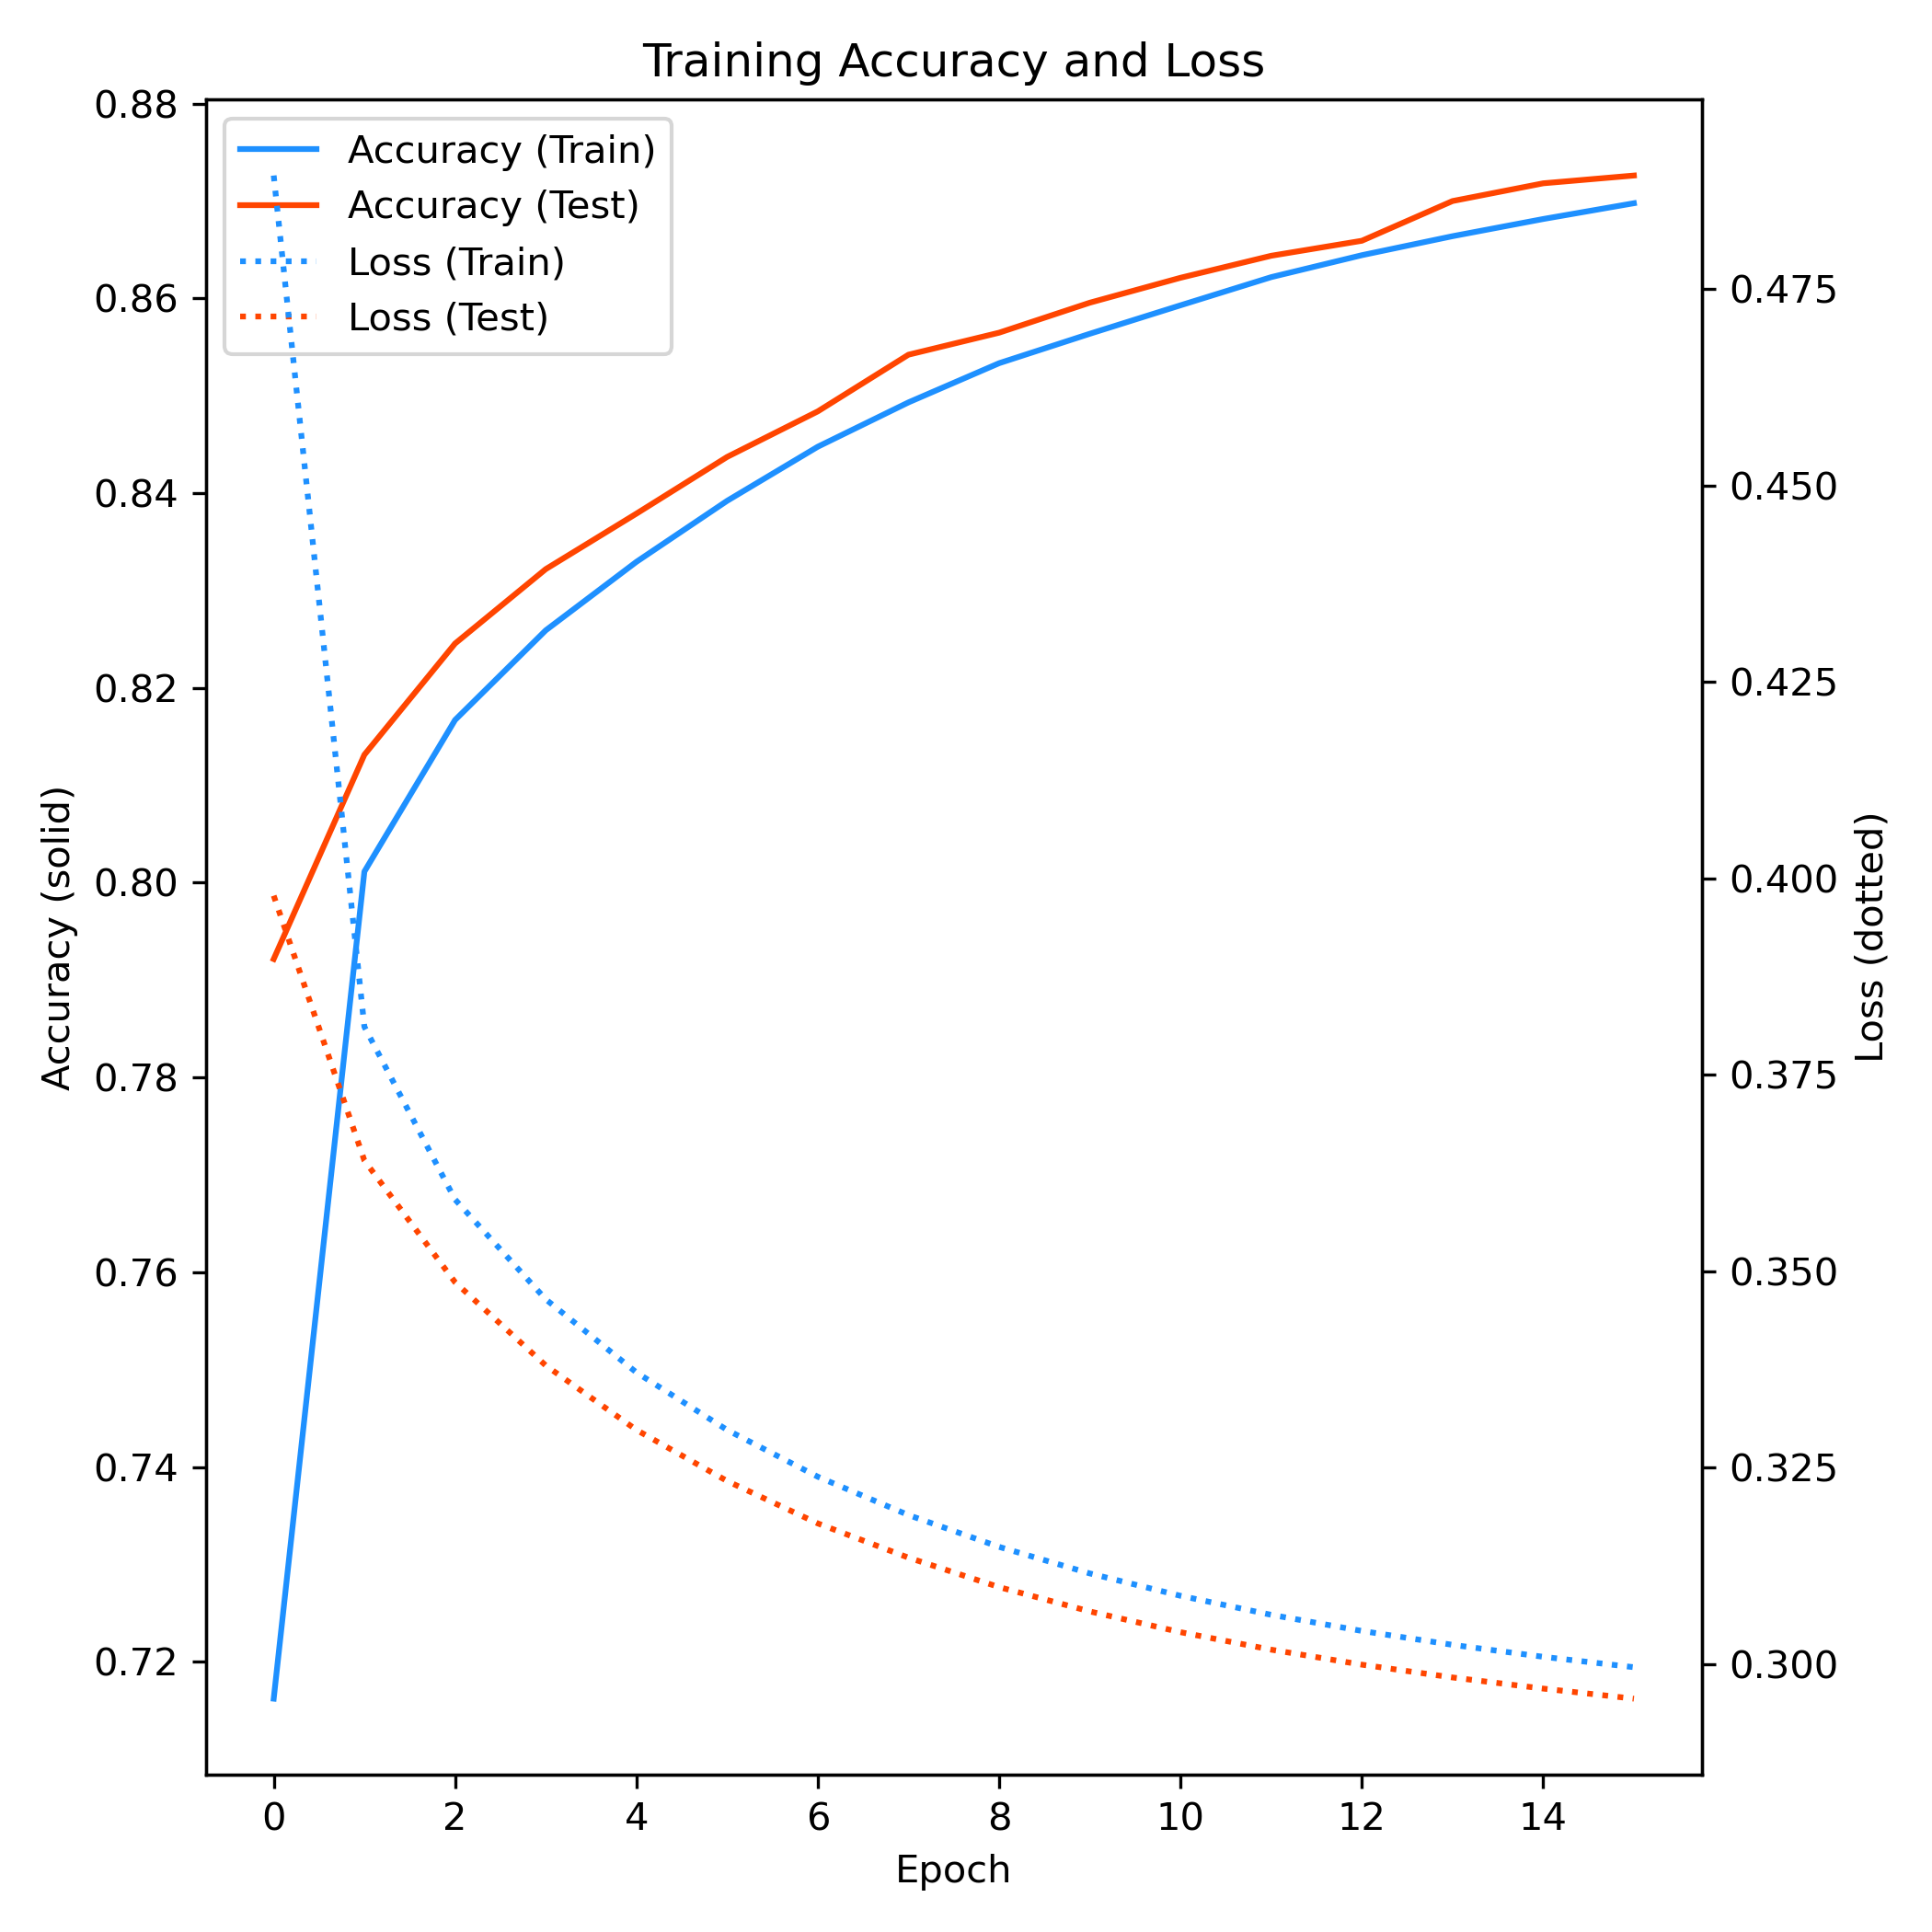 Training Accuracy and Loss
Accuracy (Train)
Accuracy (Test)
Loss (Train)
Loss (Test)
0.88
0.86
0.84
0.82
0.80
0.78
0.76
0.74
0.72
Accuracy (solid)
0.475
0.450
0.425
0.400
0.375
0.350
0.325
0.300
Loss (dotted)
0 2 4 6 8 10 12 14
Epoch